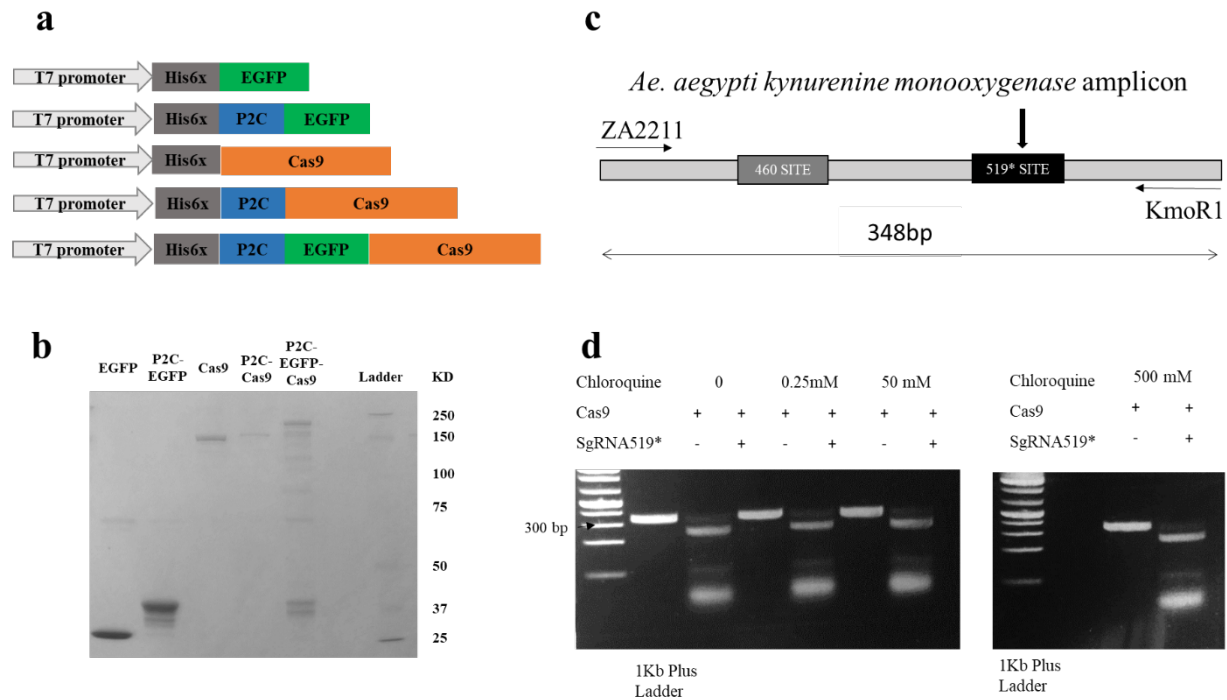 a
T7 promoter His6x EGFP
T7 promoter His6x P2C EGFP
T7 promoter His6x Cas9
T7 promoter His6x P2C Cas9
T7 promoter His6x P2C EGFP Cas9
c
Ae. aegypti kynurenine monooxygenase amplicon
ZA2211
460 SITE 519* SITE
KmoR1
348bp
b
EGFP P2C-EGFP Cas9 P2C-Cas9 P2C-EGFP-Cas9 Ladder KD
250
150
100
75
50
37
25
d
Chloroquine 0 0.25mM 50 mM
Cas9 + + + + + +
SgRNA519* - + - + - +
300 bp
1Kb Plus
Ladder
Chloroquine 500 mM
Cas9 + +
SgRNA519* - +
1Kb Plus
Ladder